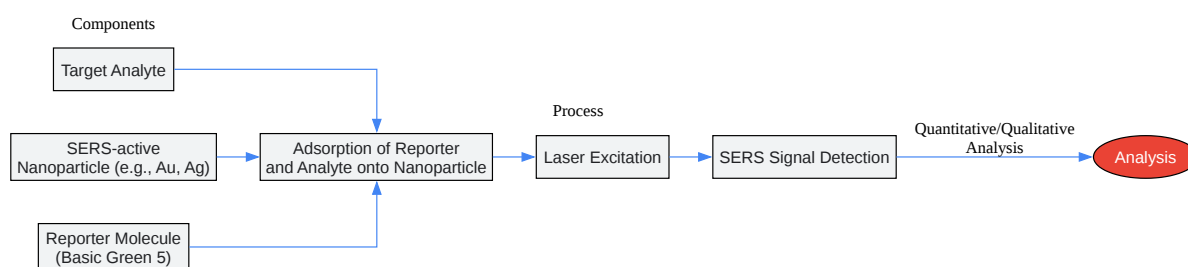 Components
Target Analyte
SERS-active
Nanoparticle (e.g., Au, Ag)
Reporter Molecule
(Basic Green 5)
Adsorption of Reporter
and Analyte onto Nanoparticle
Process
Laser Excitation
SERS Signal Detection
Quantitative/Qualitative
Analysis
Analysis